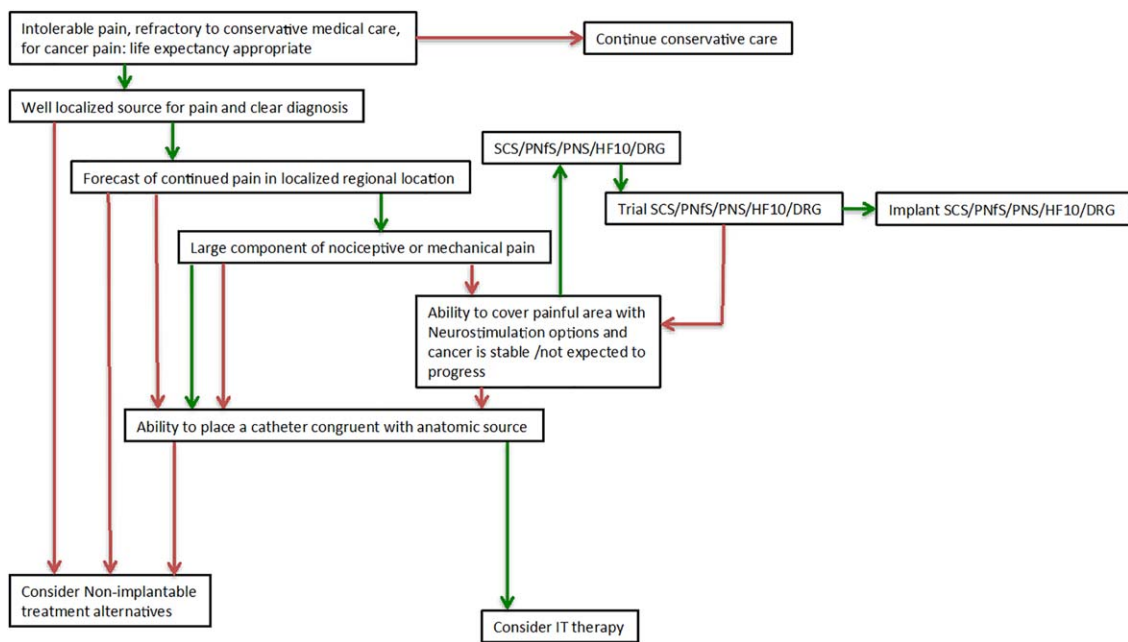 Intolerable pain, refractory to conservative medical care,
for cancer pain: life expectancy appropriate
Continue conservative care
Well localized source for pain and clear diagnosis
SCS/PNfS/PNS/HF10/DRG
Forecast of continued pain in localized regional location
Trial SCS/PNfS/PNS/HF10/DRG
Implant SCS/PNfS/PNS/HF10/DRG
Large component of nociceptive or mechanical pain
Ability to cover painful area with
Neurostimulation options and
cancer is stable /not expected to
progress
Ability to place a catheter congruent with anatomic source
Consider Non-implantable
treatment alternatives
Consider IT therapy